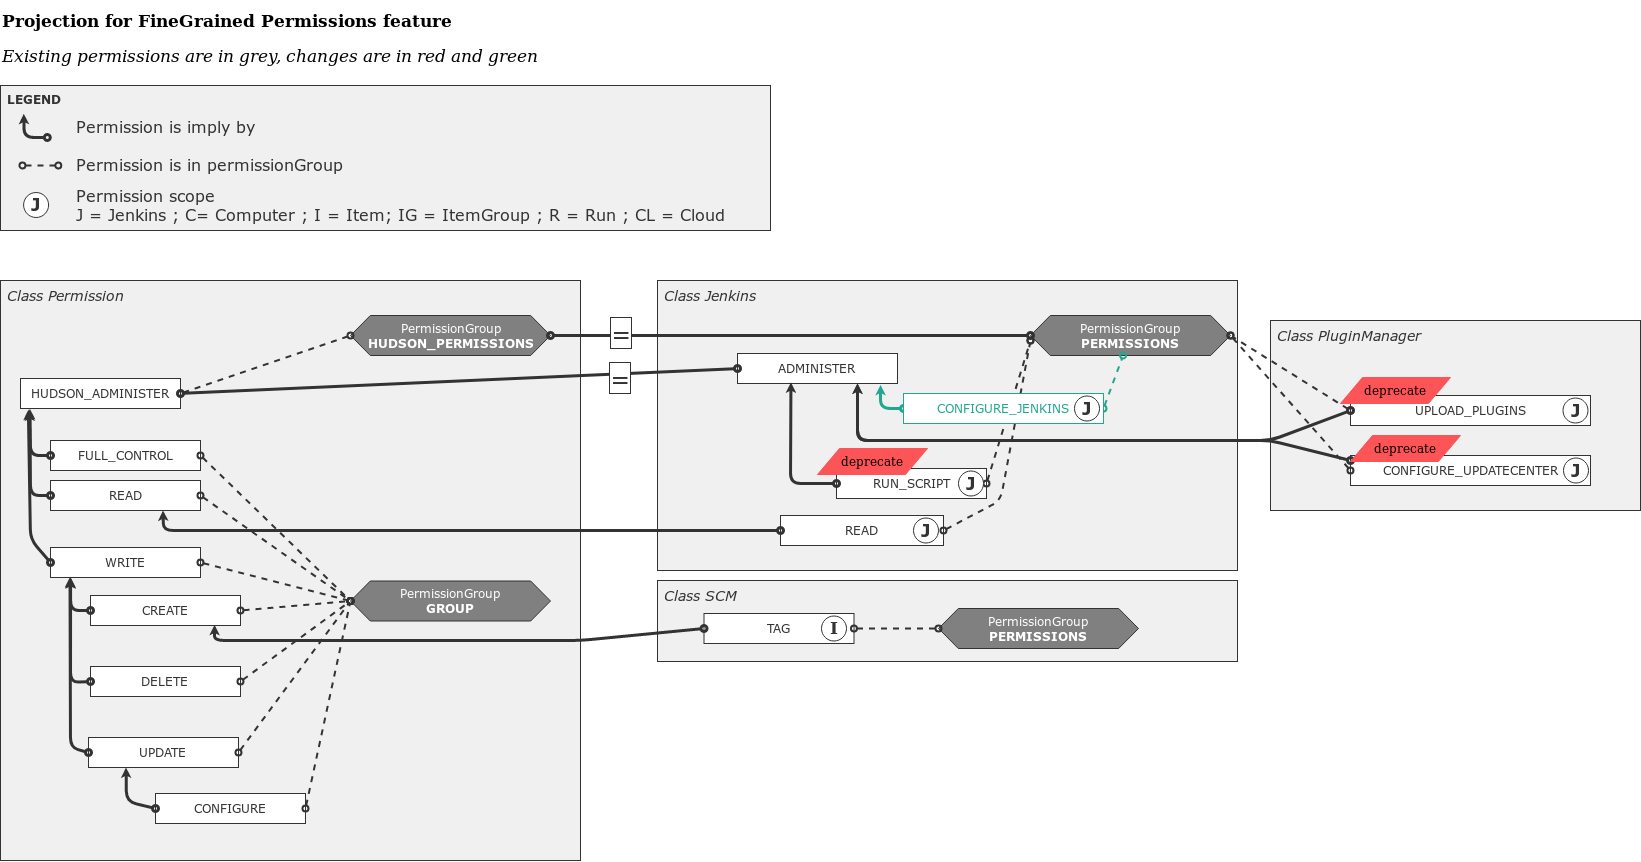 Projection for FineGrained Permissions feature
Existing permissions are in grey, changes are in red and green
LEGEND
Permission is imply by
Permission is in permissionGroup
J
Permission scope
J = Jenkins ; C= Computer ; I = Item; IG = ItemGroup ; R = Run ; CL = Cloud
Class Permission
PermissionGroup
HUDSON_PERMISSIONS
HUDSON_ADMINISTER
FULL_CONTROL
READ
WRITE
CREATE
PermissionGroup
GROUP
DELETE
UPDATE
CONFIGURE
=
=
Class Jenkins
PermissionGroup
PERMISSIONS
ADMINISTER
CONFIGURE_JENKINS J
deprecate
RUN_SCRIPT J
READ J
Class SCM
TAG I
PermissionGroup
PERMISSIONS
Class PluginManager
deprecate
UPLOAD_PLUGINS J
deprecate
CONFIGURE_UPDATECENTER J